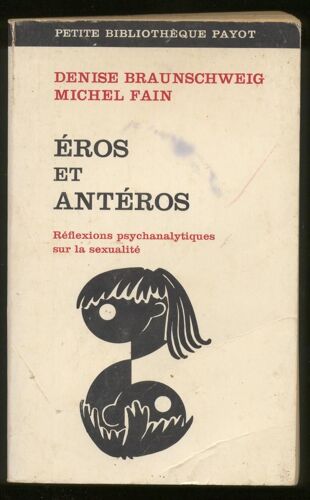 PETITE BIBLIOTHÈQUE PAYOT
DENISE BRAUNSCHWEIG
MICHEL FAIN
ÉROS
ET
ANTÉROS
Réflexions psychanalytiques
sur la sexualité